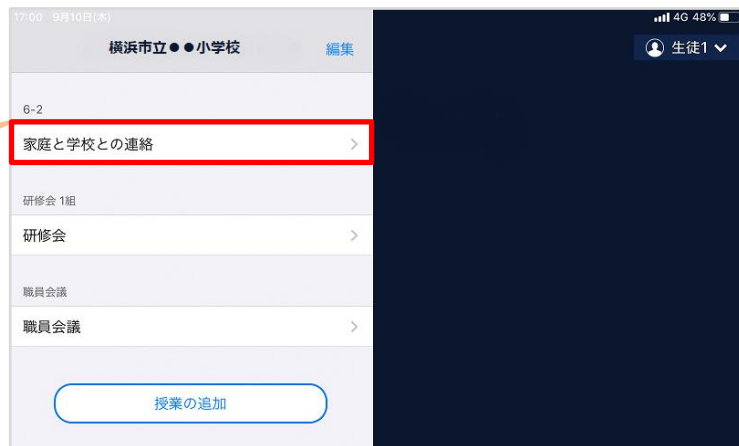 17:00 9月10日(木)
4G 48%
横浜市立●●小学校 編集
生徒1
6-2
家庭と学校との連絡
研修会 1組
研修会
職員会議
職員会議
授業の追加